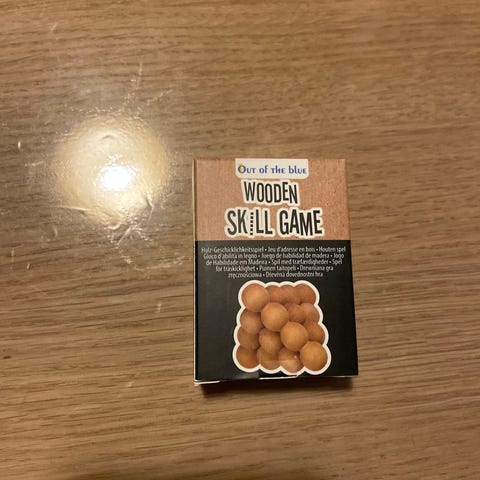 Out of the blue
WOODEN
SKILL GAME
Holz-Geschicklichkeitsspiel • Jeu d'adresse en bois • Houten spel
Gioco d'abilità in legno • Juego de habilidad de madera • Jogo
de Habilidade em Madera • Spil med træfærdigheder • Spel
för träskicklighet • Puinen taitopeli • Drewniana gra
zręcznościowa • Dřevěná dovednostní hra